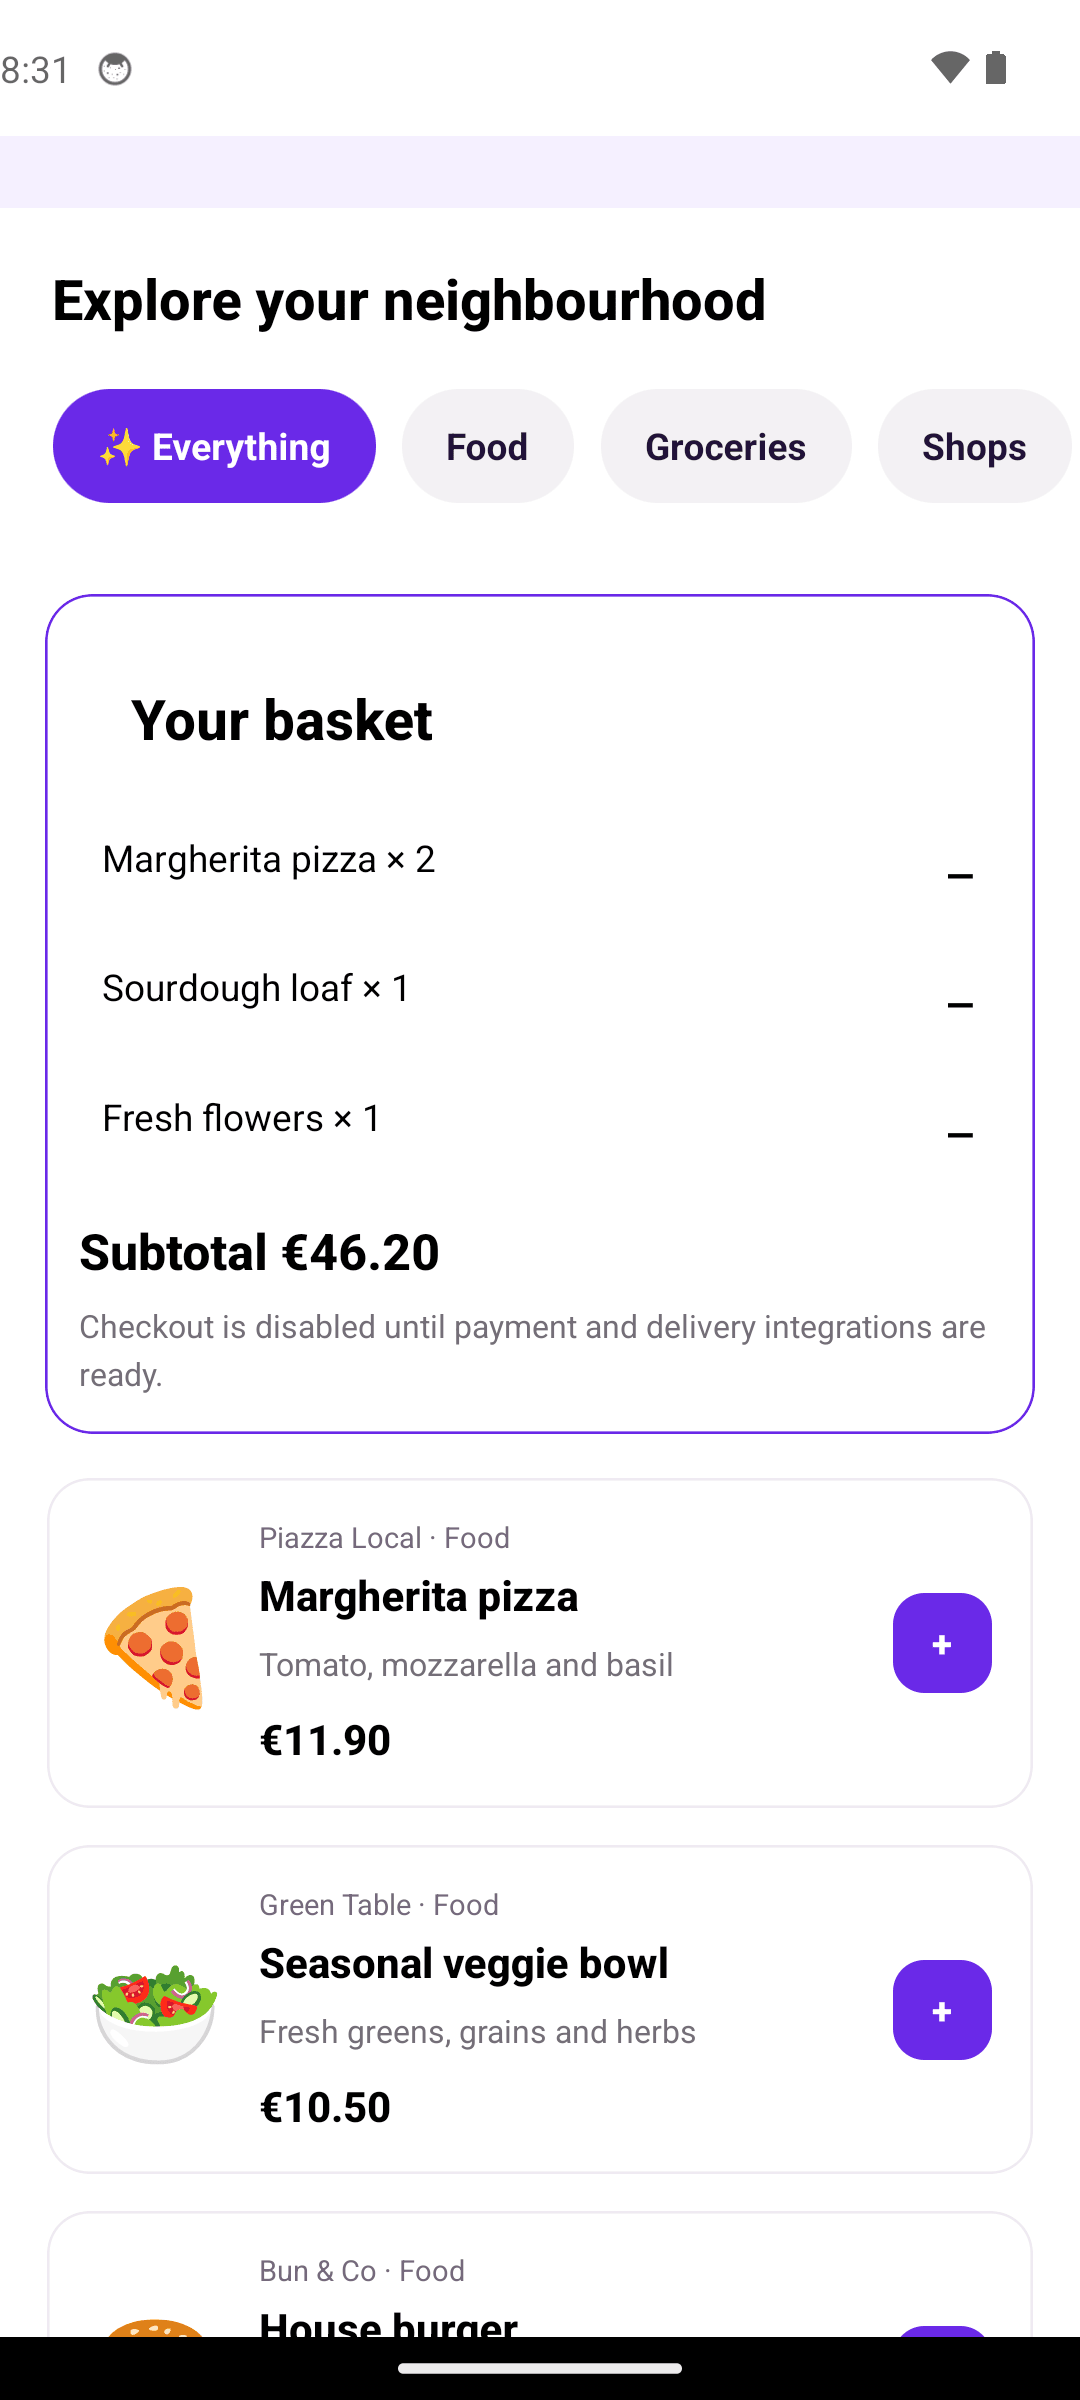 8:31
Explore your neighbourhood
✨ Everything
Food
Groceries
Shops
Your basket
Margherita pizza × 2
–
Sourdough loaf × 1
–
Fresh flowers × 1
–
Subtotal €46.20
Checkout is disabled until payment and delivery integrations are
ready.
Piazza Local · Food
Margherita pizza
Tomato, mozzarella and basil
€11.90
+
Green Table · Food
Seasonal veggie bowl
Fresh greens, grains and herbs
€10.50
+
Bun & Co · Food
House burger